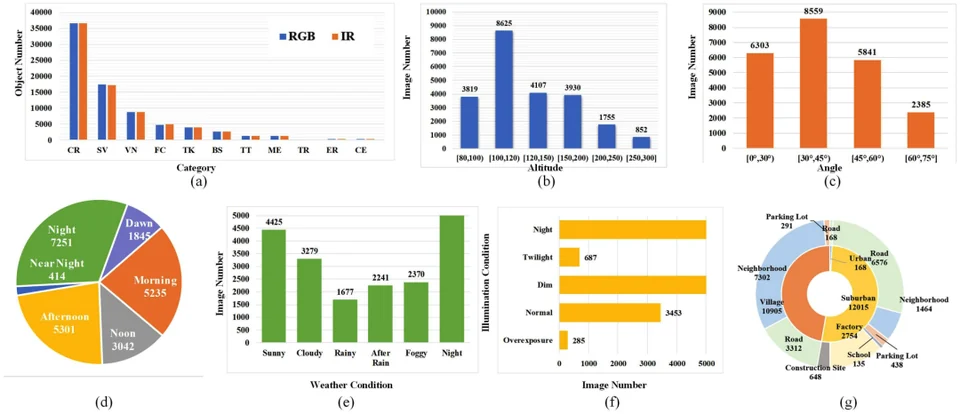 40000
35000
30000
25000
20000
15000
10000
5000
0
Object Number
RGB IR
CR SV VN FC TK BS TT ME TR ER CE
Category
(a)
10000
9000
8000
7000
6000
5000
4000
3000
2000
1000
0
Image Number
3819 8625 4107 3930 1755 852
[80,100) [100,120) [120,150) [150,200) [200,250) [250,300]
Altitude
(b)
9000
8000
7000
6000
5000
4000
3000
2000
1000
0
Image Number
6303 8559 5841 2385
[0°,30°) [30°,45°) [45°,60°) [60°,75°]
Angle
(c)
Night
7251
Dawn
1845
Near Night
414
Morning
5235
Afternoon
5301
Noon
3042
(d)
5000
4500
4000
3500
3000
2500
2000
1500
1000
500
0
Image Number
4425 3279 1677 2241 2370
Sunny Cloudy Rainy After Rain Foggy Night
Weather Condition
(e)
Illumination Condition
Night
Twilight 687
Dim
Normal 3453
Overexposure 285
0 1000 2000 3000 4000 5000
Image Number
(f)
Parking Lot
291
Road
168
Urban
168
Road
6576
Neighborhood
7302
Suburban
12015
Neighborhood
1464
Village
10905
Factory
2754
Road
3312
School
135
Parking Lot
438
Construction Site
648
(g)